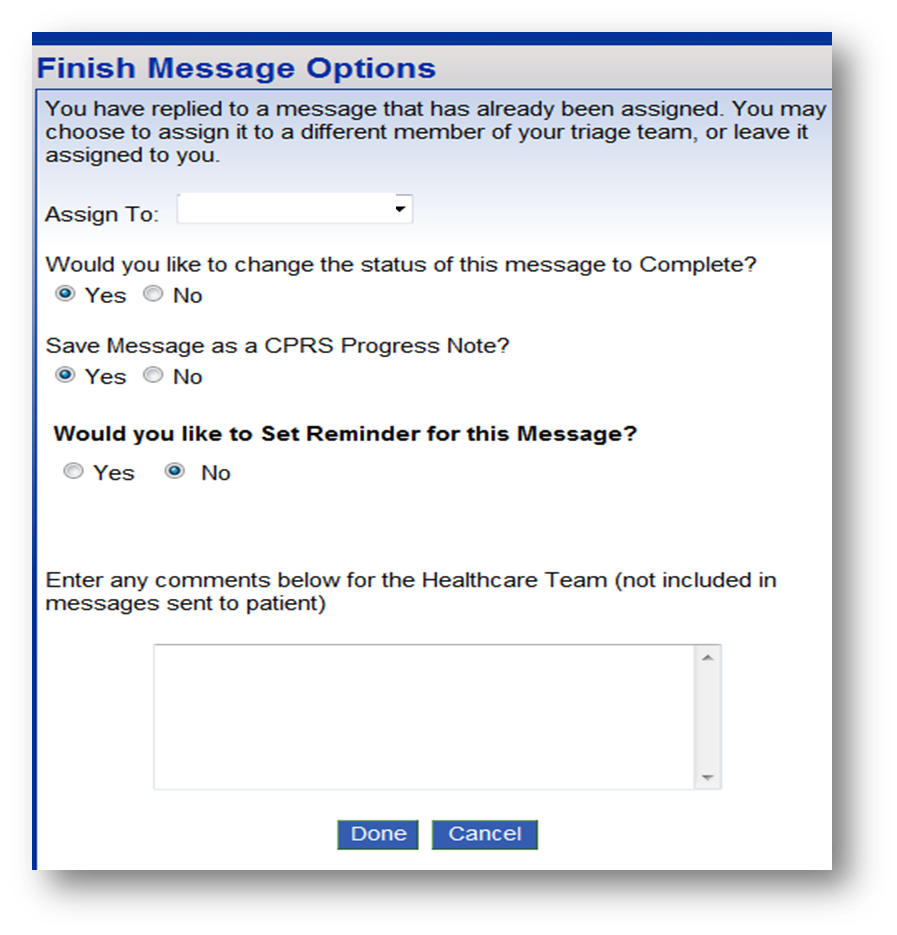 Finish Message Options
You have replied to a message that has already been assigned. You may
choose to assign it to a different member of your triage team, or leave it
assigned to you.
Assign To:
Would you like to change the status of this message to Complete?
Yes No
Save Message as a CPRS Progress Note?
Yes No
Would you like to Set Reminder for this Message?
Yes No
Enter any comments below for the Healthcare Team (not included in
messages sent to patient)
Done Cancel